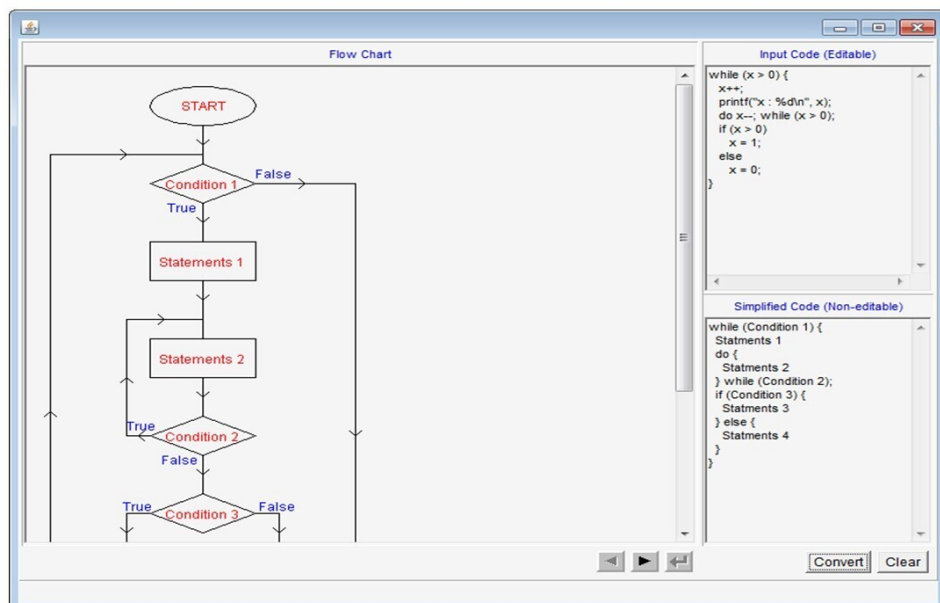 Flow Chart
START
Condition 1
False
True
Statements 1
Statements 2
True
Condition 2
False
True
Condition 3
False
Input Code (Editable)
while (x > 0) {
  x++;
  printf("x : %d\n", x);
  do x--; while (x > 0);
  if (x > 0)
    x = 1;
  else
    x = 0;
}
Simplified Code (Non-editable)
while (Condition 1) {
  Statments 1
  do {
    Statments 2
  } while (Condition 2);
  if (Condition 3) {
    Statments 3
  } else {
    Statments 4
  }
}
Convert
Clear